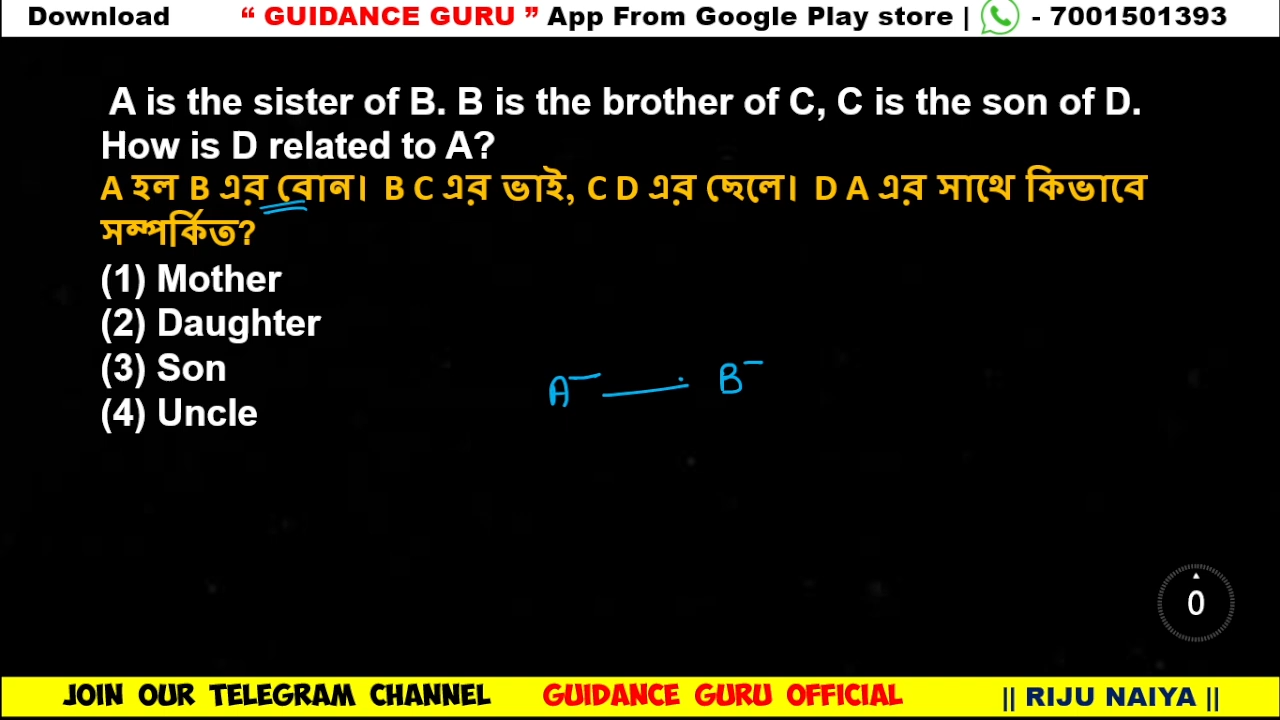 Download “ GUIDANCE GURU ” App From Google Play store | - 7001501393
A is the sister of B. B is the brother of C, C is the son of D.
How is D related to A?
A হল B এর বোন। B C এর ভাই, C D এর ছেলে। D A এর সাথে কিভাবে
সম্পর্কিত?
(1) Mother
(2) Daughter
(3) Son
(4) Uncle
A⁻ — B⁻
0
JOIN OUR TELEGRAM CHANNEL GUIDANCE GURU OFFICIAL || RIJU NAIYA ||